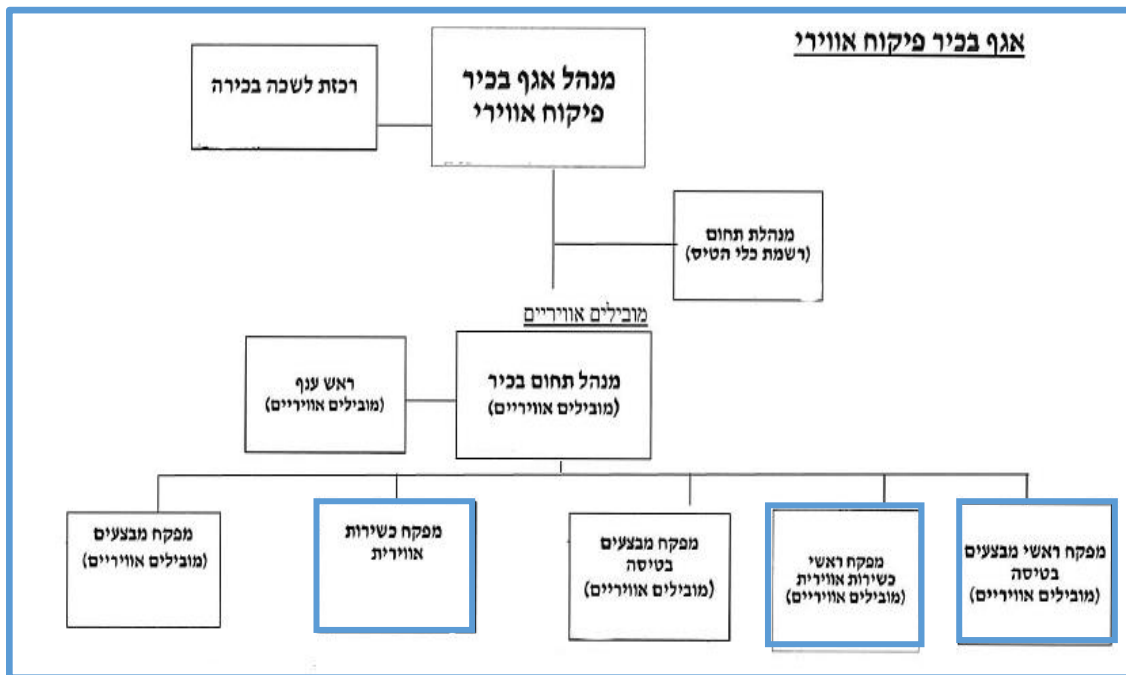 אגף בכיר פיקוח אווירי
מנהל אגף בכיר
פיקוח אווירי
רכזת לשכה בכירה
מנהלת תחום
(רשמת כלי הטיס)
מובילים אוויריים
מנהל תחום בכיר
(מובילים אוויריים)
ראש ענף
(מובילים אוויריים)
מפקח ראשי מבצעים
בטיסה
(מובילים אוויריים)
מפקח ראשי
כשירות אווירית
(מובילים אוויריים)
מפקח מבצעים
בטיסה
(מובילים אוויריים)
מפקח כשירות
אווירית
מפקח מבצעים
(מובילים אוויריים)